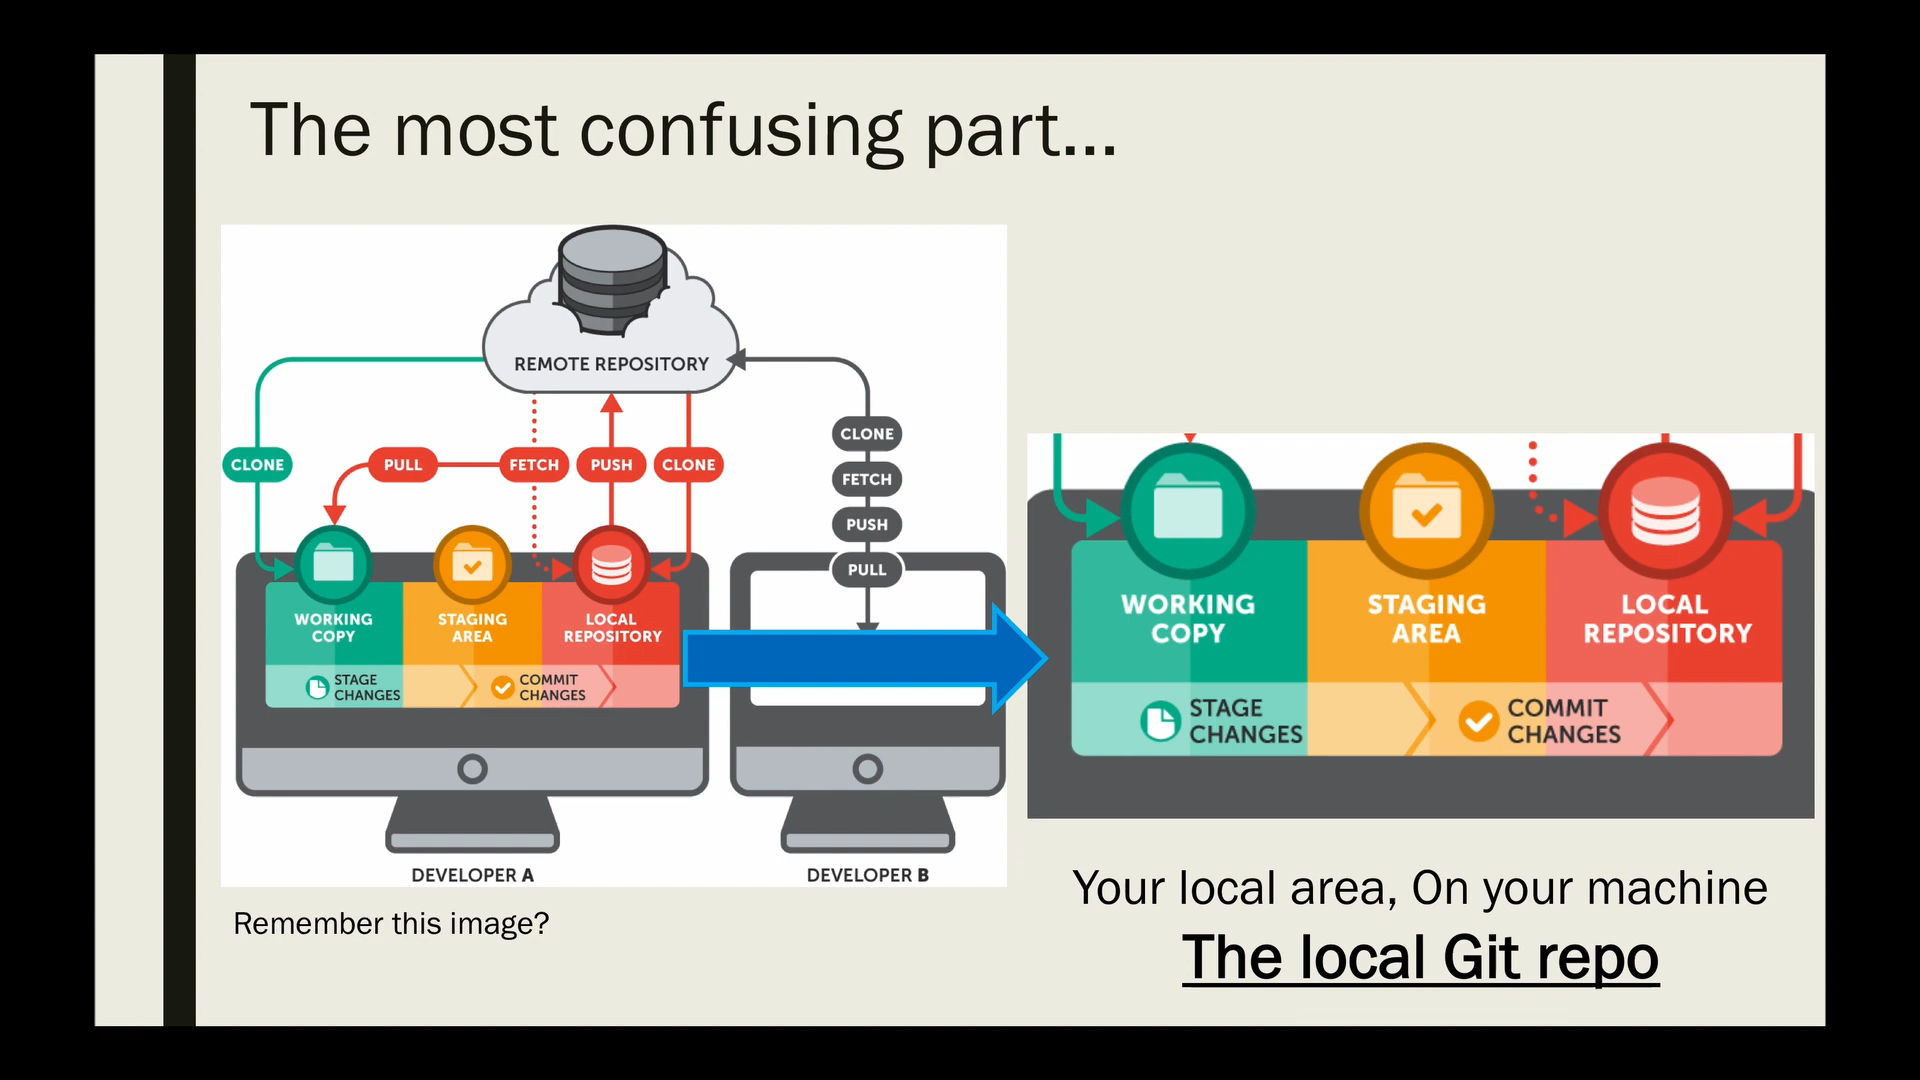 The most confusing part...
REMOTE REPOSITORY
CLONE
PULL
FETCH
PUSH
CLONE
CLONE
FETCH
PUSH
PULL
WORKING
COPY
STAGING
AREA
LOCAL
REPOSITORY
STAGE
CHANGES
COMMIT
CHANGES
DEVELOPER A
DEVELOPER B
Remember this image?
WORKING
COPY
STAGING
AREA
LOCAL
REPOSITORY
STAGE
CHANGES
COMMIT
CHANGES
Your local area, On your machine
The local Git repo